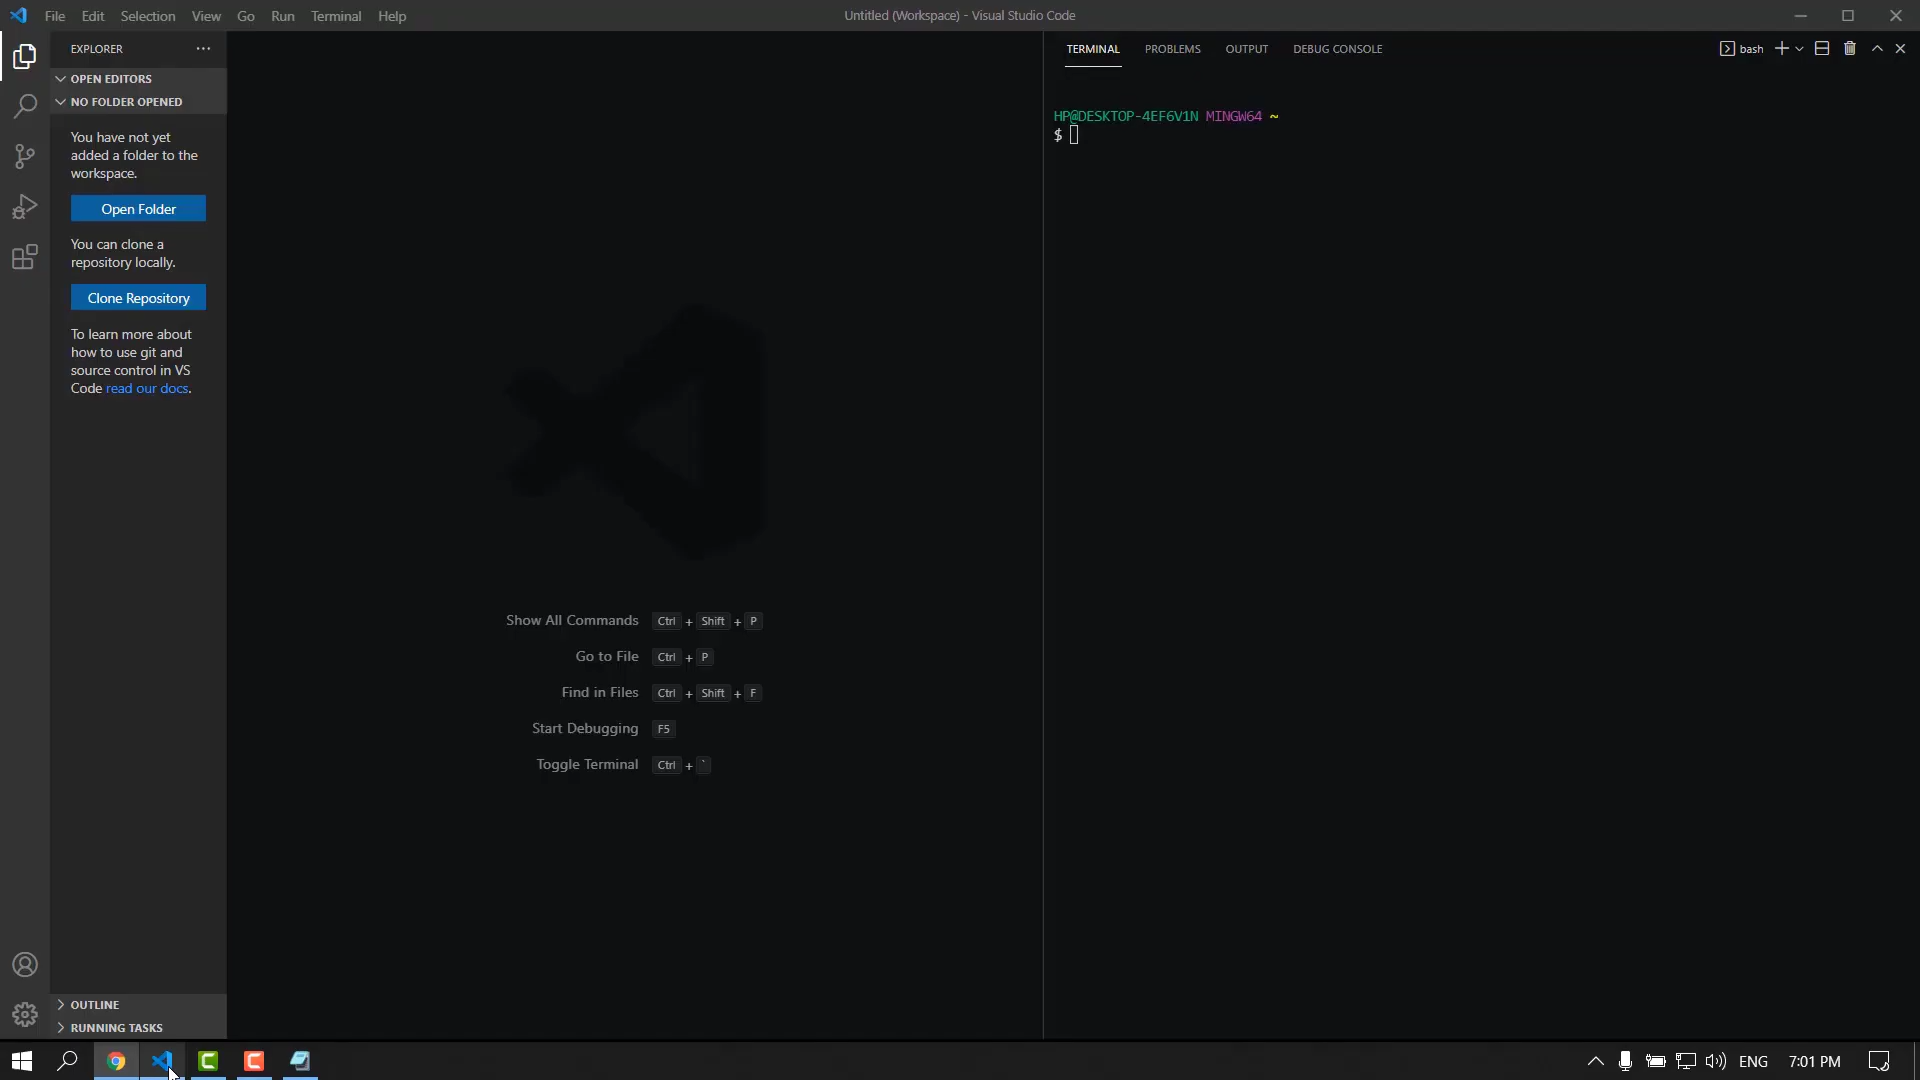 File Edit Selection View Go Run Terminal Help
Untitled (Workspace) - Visual Studio Code
EXPLORER
OPEN EDITORS
NO FOLDER OPENED
You have not yet
added a folder to the
workspace.
Open Folder
You can clone a
repository locally.
Clone Repository
To learn more about
how to use git and
source control in VS
Code read our docs.
OUTLINE
RUNNING TASKS
Show All Commands Ctrl + Shift + P
Go to File Ctrl + P
Find in Files Ctrl + Shift + F
Start Debugging F5
Toggle Terminal Ctrl + `
TERMINAL PROBLEMS OUTPUT DEBUG CONSOLE
bash
HP@DESKTOP-4EF6V1N MINGW64 ~
$
ENG
7:01 PM